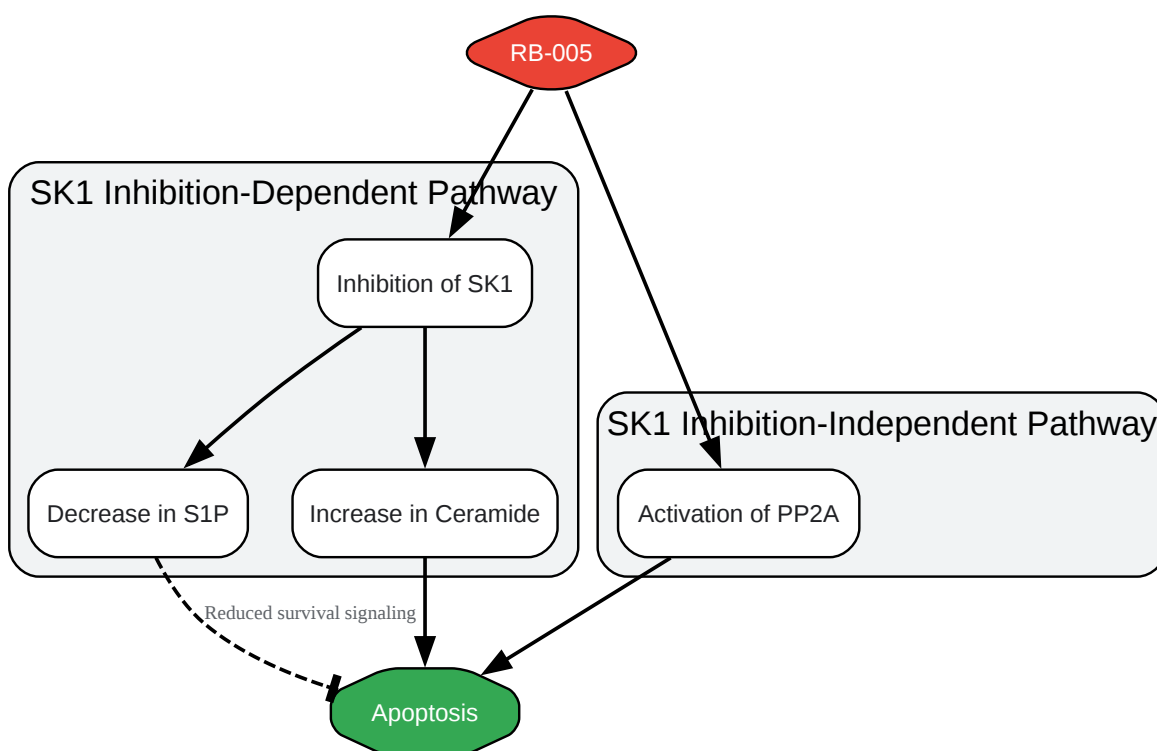 RB-005
SK1 Inhibition-Dependent Pathway
Inhibition of SK1
SK1 Inhibition-Independent Pathway
Decrease in S1P
Increase in Ceramide
Activation of PP2A
Reduced survival signaling
Apoptosis